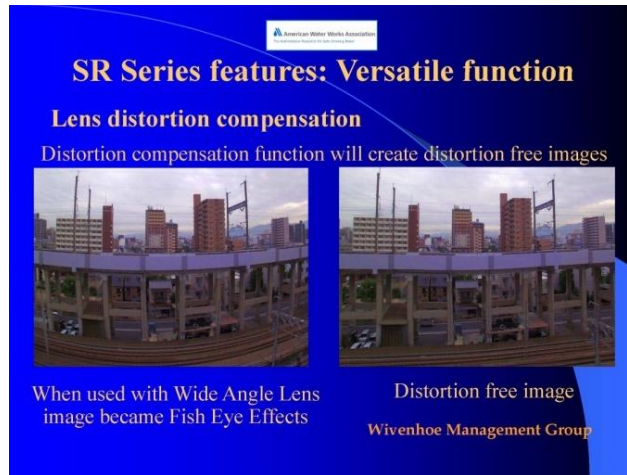 American Water Works Association
SR Series features: Versatile function
Lens distortion compensation
Distortion compensation function will create distortion free images
When used with Wide Angle Lens
image became Fish Eye Effects
Distortion free image
Wivenhoe Management Group